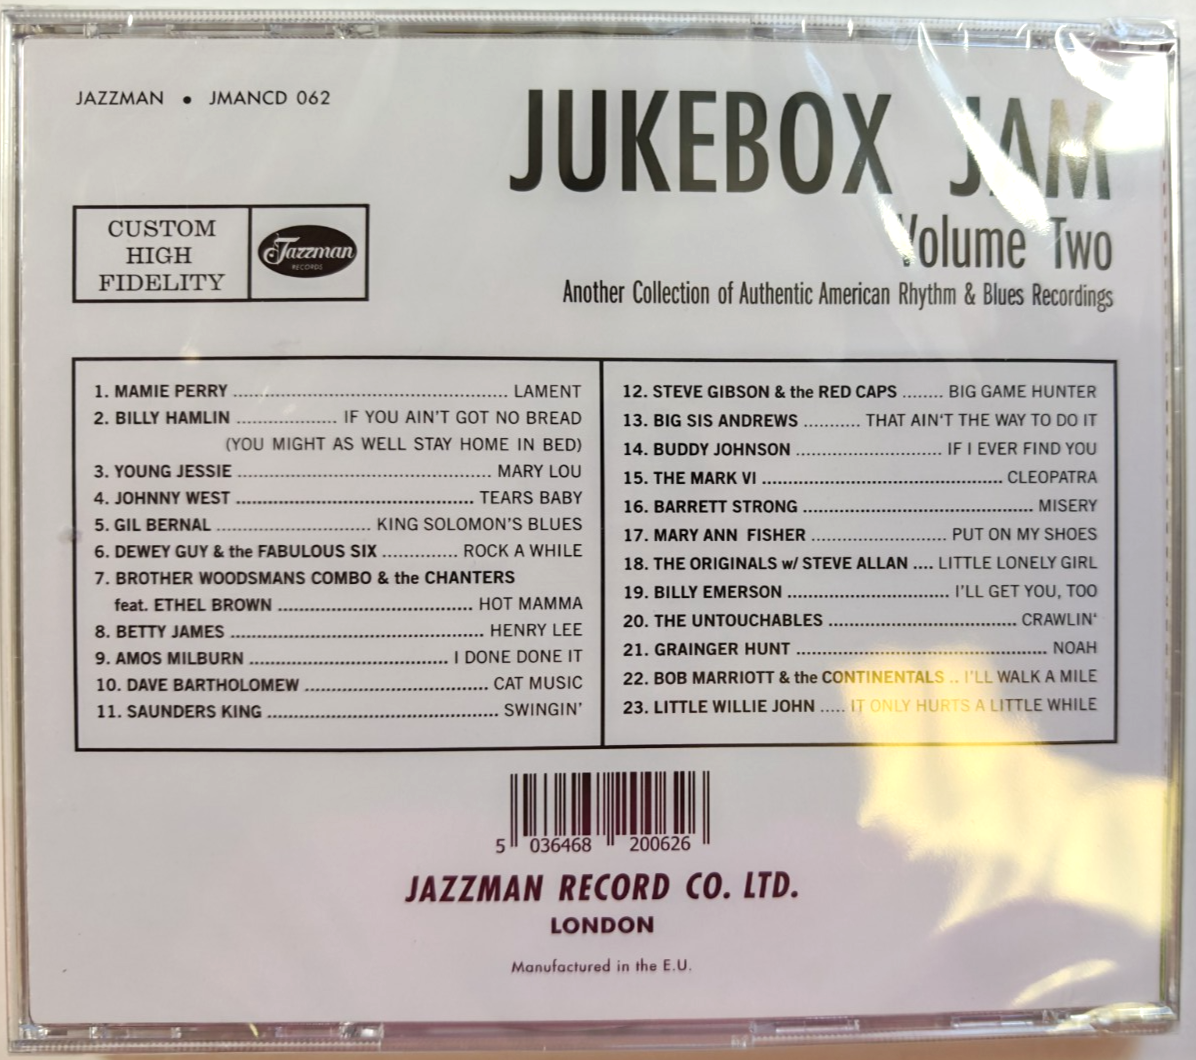 JAZZMAN • JMANCD 062
JUKEBOX JAM
Volume Two
Another Collection of Authentic American Rhythm & Blues Recordings
CUSTOM
HIGH
FIDELITY
Jazzman
RECORDS
1. MAMIE PERRY ........ LAMENT
2. BILLY HAMLIN ........ IF YOU AIN'T GOT NO BREAD
(YOU MIGHT AS WELL STAY HOME IN BED)
3. YOUNG JESSIE ........ MARY LOU
4. JOHNNY WEST ........ TEARS BABY
5. GIL BERNAL ........ KING SOLOMON'S BLUES
6. DEWEY GUY & the FABULOUS SIX ........ ROCK A WHILE
7. BROTHER WOODSMANS COMBO & the CHANTERS
feat. ETHEL BROWN ........ HOT MAMMA
8. BETTY JAMES ........ HENRY LEE
9. AMOS MILBURN ........ I DONE DONE IT
10. DAVE BARTHOLOMEW ........ CAT MUSIC
11. SAUNDERS KING ........ SWINGIN'
12. STEVE GIBSON & the RED CAPS ........ BIG GAME HUNTER
13. BIG SIS ANDREWS ........ THAT AIN'T THE WAY TO DO IT
14. BUDDY JOHNSON ........ IF I EVER FIND YOU
15. THE MARK VI ........ CLEOPATRA
16. BARRETT STRONG ........ MISERY
17. MARY ANN FISHER ........ PUT ON MY SHOES
18. THE ORIGINALS w/ STEVE ALLAN .... LITTLE LONELY GIRL
19. BILLY EMERSON ........ I'LL GET YOU, TOO
20. THE UNTOUCHABLES ........ CRAWLIN'
21. GRAINGER HUNT ........ NOAH
22. BOB MARRIOTT & the CONTINENTALS .. I'LL WALK A MILE
23. LITTLE WILLIE JOHN ..... IT ONLY HURTS A LITTLE WHILE
5 036468 200626
JAZZMAN RECORD CO. LTD.
LONDON
Manufactured in the E.U.